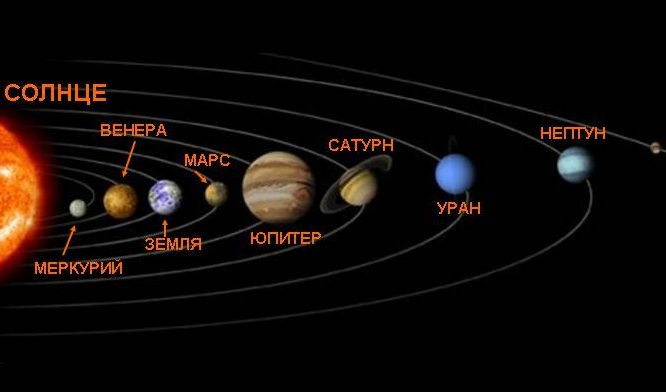 СОЛНЦЕ
МЕРКУРИЙ
ВЕНЕРА
ЗЕМЛЯ
МАРС
ЮПИТЕР
САТУРН
УРАН
НЕПТУН